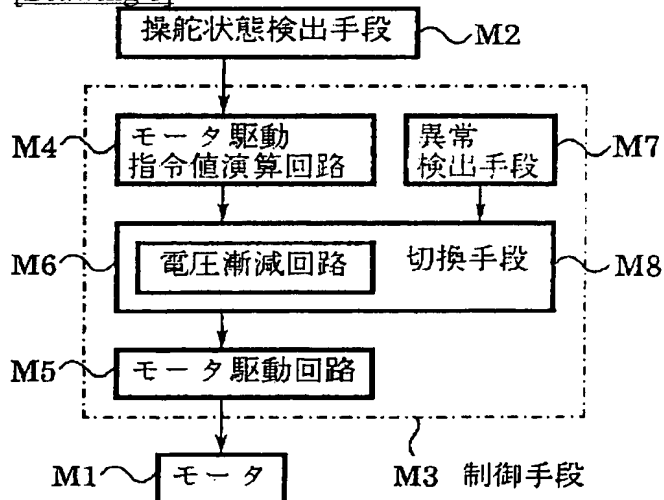 操舵状態検出手段 M2
M4 モータ駆動
指令値演算回路
異常
検出手段 M7
M6 電圧漸減回路 切換手段 M8
M5 モータ駆動回路
M1 モータ
M3 制御手段